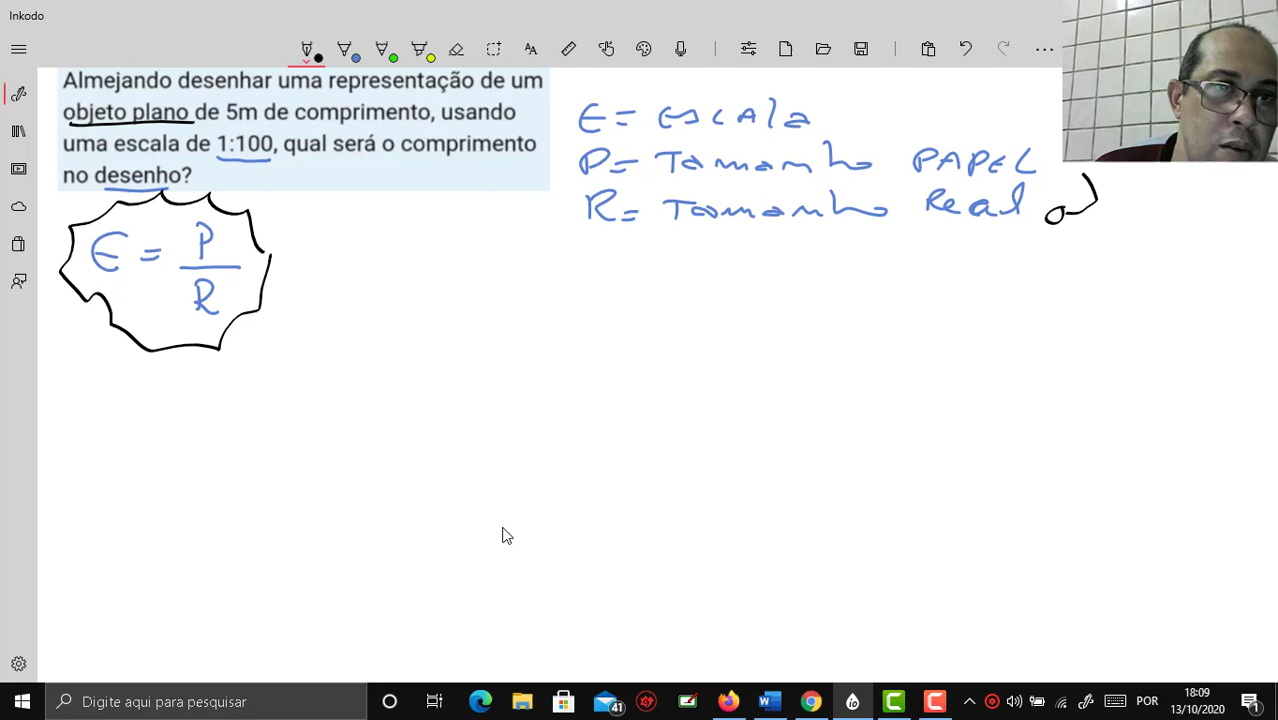 Inkodo
Almejando desenhar uma representação de um
objeto plano de 5m de comprimento, usando
uma escala de 1:100, qual será o comprimento
no desenho?
E = ESCAla
P = Tamanho PAPEL
R = Tamanho Real
E = P
R
Digite aqui para pesquisar
41
POR
18:09
13/10/2020
1